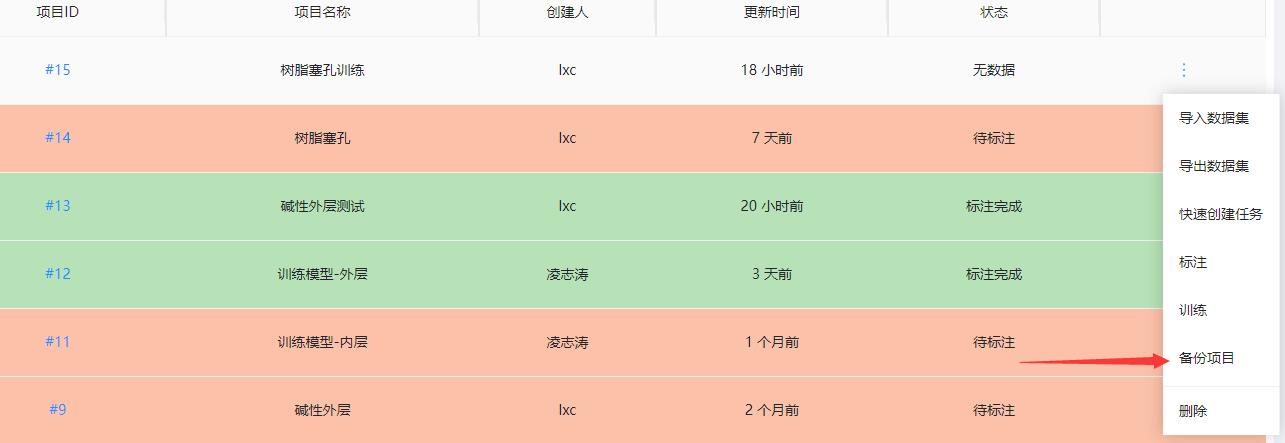 项目ID 项目名称 创建人 更新时间 状态
#15 树脂塞孔训练 lxc 18 小时前 无数据 ⋮
导入数据集
#14 树脂塞孔 lxc 7 天前 待标注
导出数据集
#13 碱性外层测试 lxc 20 小时前 标注完成
快速创建任务
标注
#12 训练模型-外层 凌志涛 3 天前 标注完成
训练
#11 训练模型-内层 凌志涛 1 个月前 待标注
备份项目
#9 碱性外层 lxc 2 个月前 待标注
删除